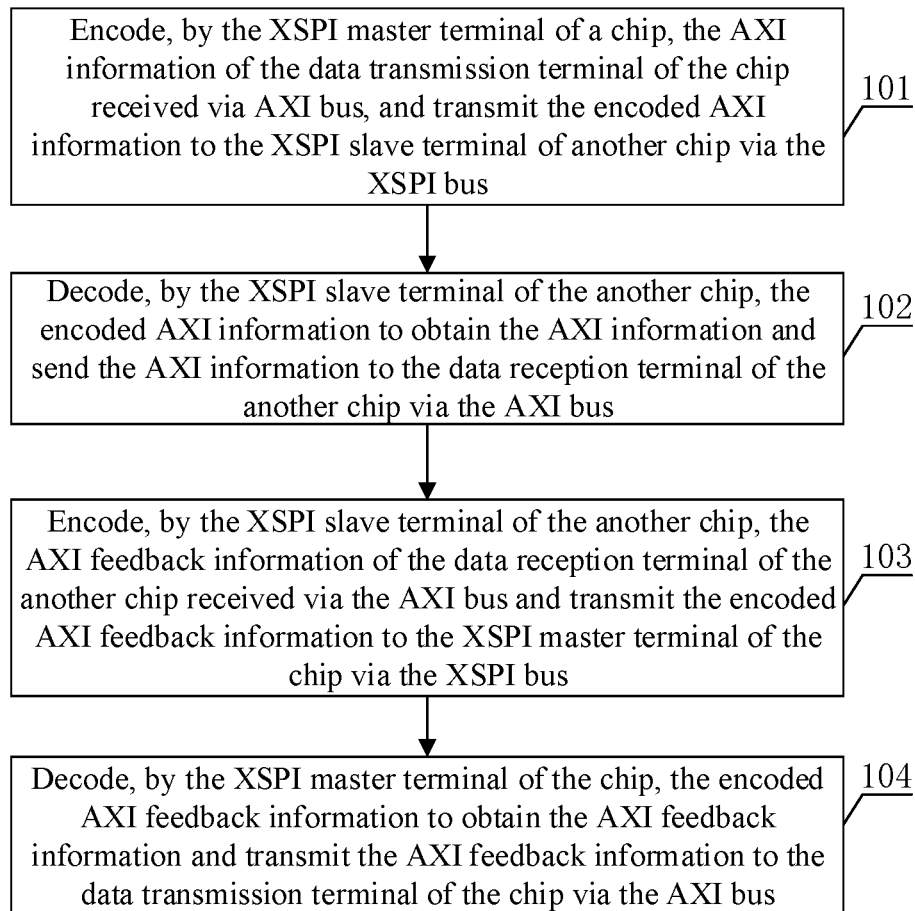 Encode, by the XSPI master terminal of a chip, the AXI
information of the data transmission terminal of the chip
received via AXI bus, and transmit the encoded AXI
information to the XSPI slave terminal of another chip via the
XSPI bus
101
Decode, by the XSPI slave terminal of the another chip, the
encoded AXI information to obtain the AXI information and
send the AXI information to the data reception terminal of the
another chip via the AXI bus
102
Encode, by the XSPI slave terminal of the another chip, the
AXI feedback information of the data reception terminal of the
another chip received via the AXI bus and transmit the encoded
AXI feedback information to the XSPI master terminal of the
chip via the XSPI bus
103
Decode, by the XSPI master terminal of the chip, the encoded
AXI feedback information to obtain the AXI feedback
information and transmit the AXI feedback information to the
data transmission terminal of the chip via the AXI bus
104